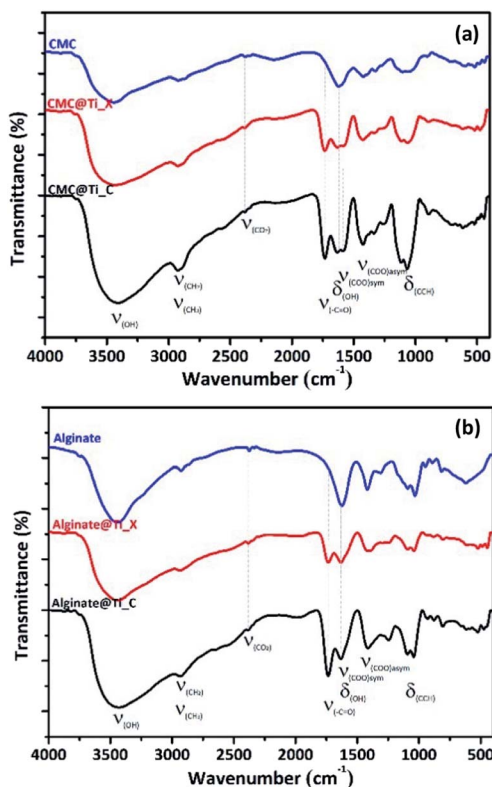 (a)
CMC
CMC@Ti_X
CMC@Ti_C
ν(CO₂)
ν(CH₂)
ν(CH₃)
ν(OH)
ν(COO)asym
ν(COO)sym
δ(OH)
ν(-C=O)
δ(CCH)
Transmittance (%)
4000 3500 3000 2500 2000 1500 1000 500
Wavenumber (cm⁻¹)
(b)
Alginate
Alginate@Ti_X
Alginate@Ti_C
ν(CO₂)
ν(CH₂)
ν(CH₃)
ν(OH)
ν(COO)asym
ν(COO)sym
δ(OH)
ν(-C=O)
δ(CCH)
Transmittance (%)
4000 3500 3000 2500 2000 1500 1000 500
Wavenumber (cm⁻¹)